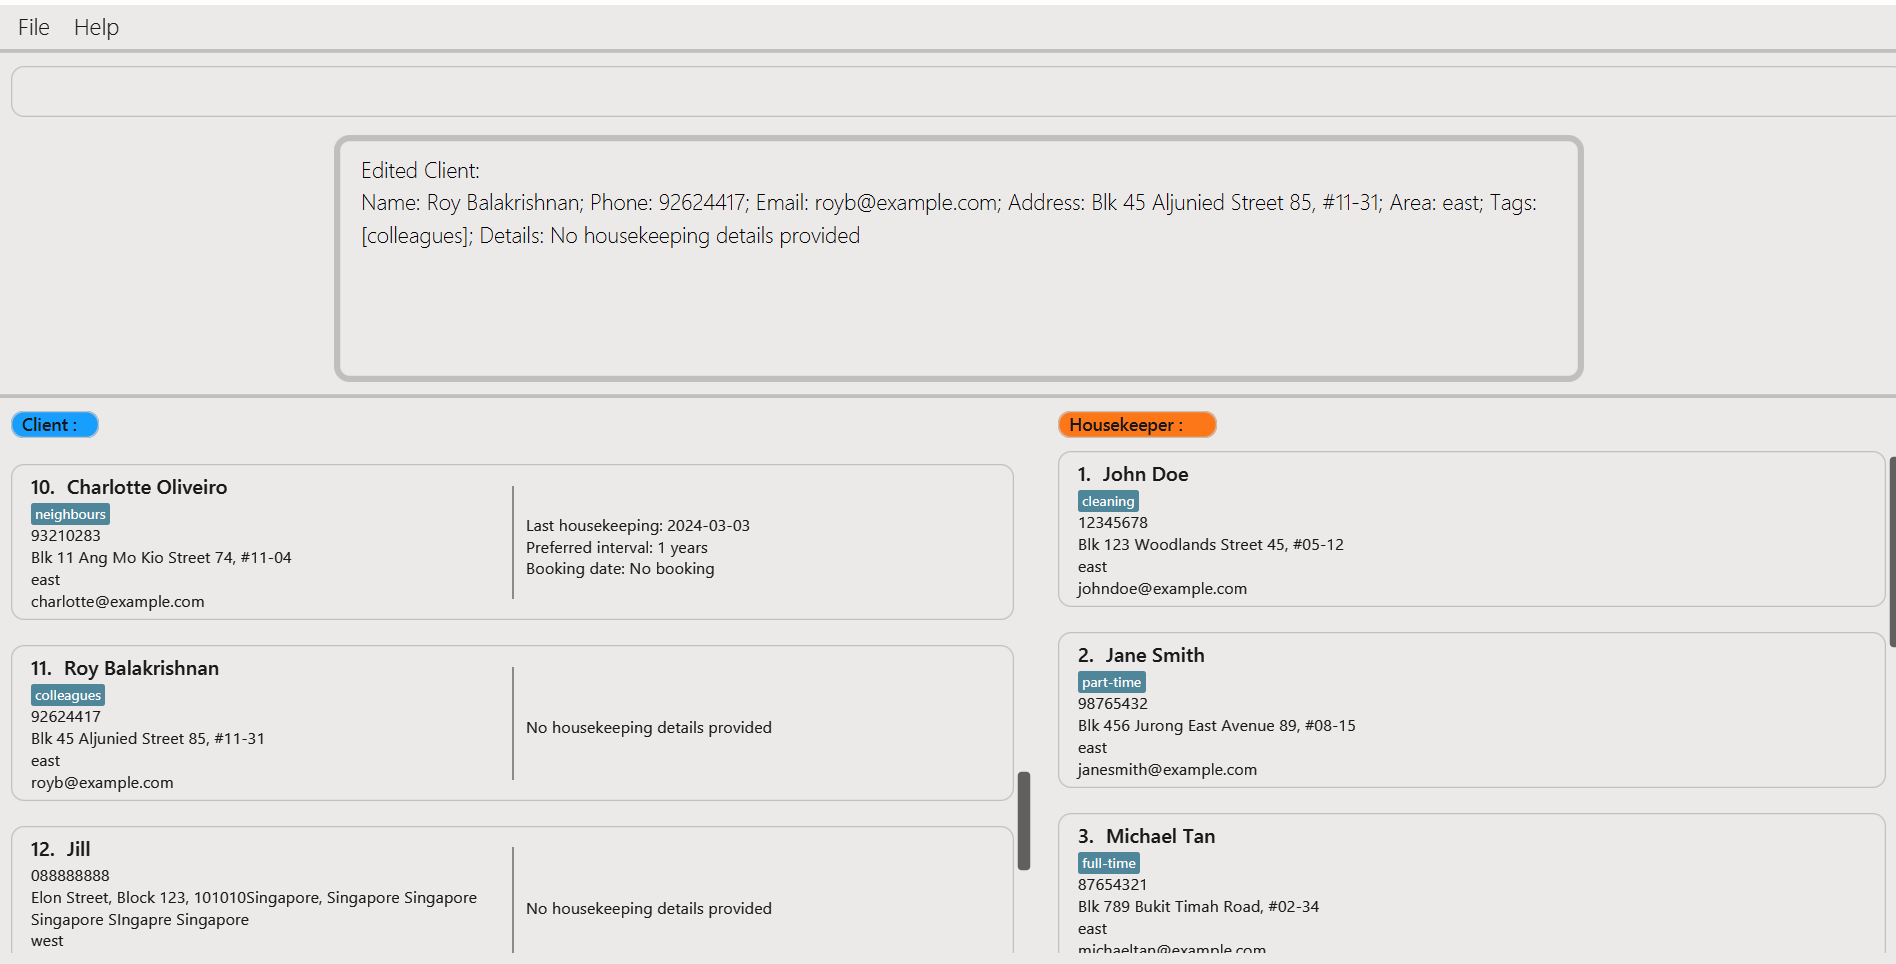 File Help
Edited Client:
Name: Roy Balakrishnan; Phone: 92624417; Email: royb@example.com; Address: Blk 45 Aljunied Street 85, #11-31; Area: east; Tags:
[colleagues]; Details: No housekeeping details provided
Client :
10. Charlotte Oliveiro
neighbours
93210283
Blk 11 Ang Mo Kio Street 74, #11-04
east
charlotte@example.com
Last housekeeping: 2024-03-03
Preferred interval: 1 years
Booking date: No booking
11. Roy Balakrishnan
colleagues
92624417
Blk 45 Aljunied Street 85, #11-31
east
royb@example.com
No housekeeping details provided
12. Jill
088888888
Elon Street, Block 123, 101010Singapore, Singapore Singapore
Singapore SIngapre Singapore
west
No housekeeping details provided
Housekeeper :
1. John Doe
cleaning
12345678
Blk 123 Woodlands Street 45, #05-12
east
johndoe@example.com
2. Jane Smith
part-time
98765432
Blk 456 Jurong East Avenue 89, #08-15
east
janesmith@example.com
3. Michael Tan
full-time
87654321
Blk 789 Bukit Timah Road, #02-34
east
michaeltan@example.com